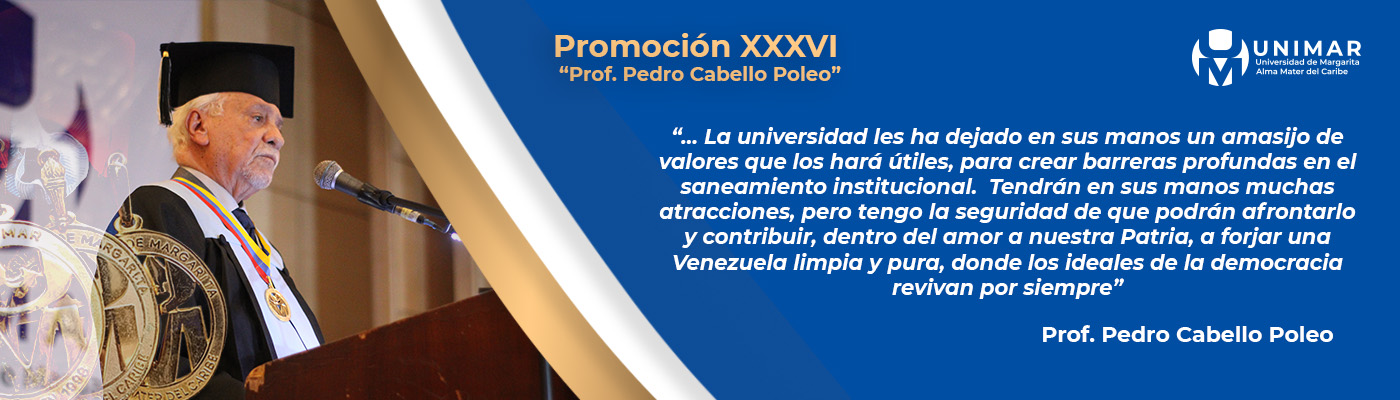 Promoción XXXVI
“Prof. Pedro Cabello Poleo”
UNIMAR
Universidad de Margarita
Alma Mater del Caribe
“... La universidad les ha dejado en sus manos un amasijo de
valores que los hará útiles, para crear barreras profundas en el
saneamiento institucional.  Tendrán en sus manos muchas
atracciones, pero tengo la seguridad de que podrán afrontarlo
y contribuir, dentro del amor a nuestra Patria, a forjar una
Venezuela limpia y pura, donde los ideales de la democracia
revivan por siempre”
Prof. Pedro Cabello Poleo
DE MARGARITA